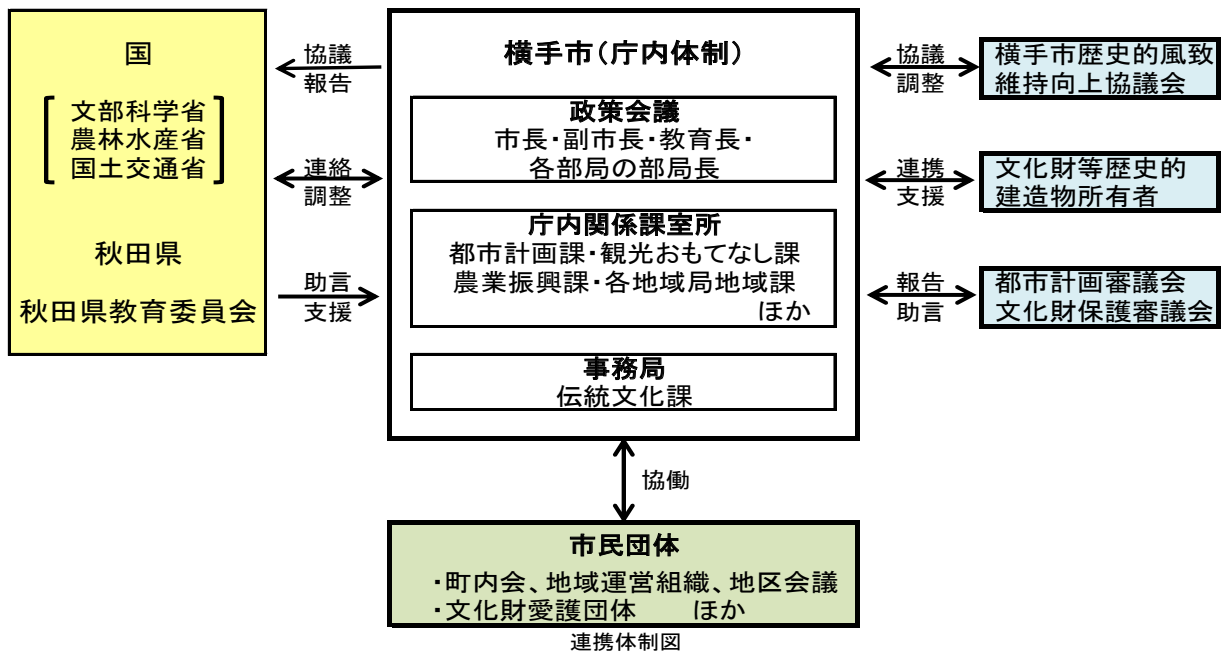 国
文部科学省
農林水産省
国土交通省
秋田県
秋田県教育委員会
協議
報告
連絡
調整
助言
支援
横手市（庁内体制）
政策会議
市長・副市長・教育長・
各部局の部局長
庁内関係課室所
都市計画課・観光おもてなし課
農業振興課・各地域局地域課
ほか
事務局
伝統文化課
協議
調整
連携
支援
報告
助言
横手市歴史的風致
維持向上協議会
文化財等歴史的
建造物所有者
都市計画審議会
文化財保護審議会
協働
市民団体
・町内会、地域運営組織、地区会議
・文化財愛護団体　　ほか
連携体制図